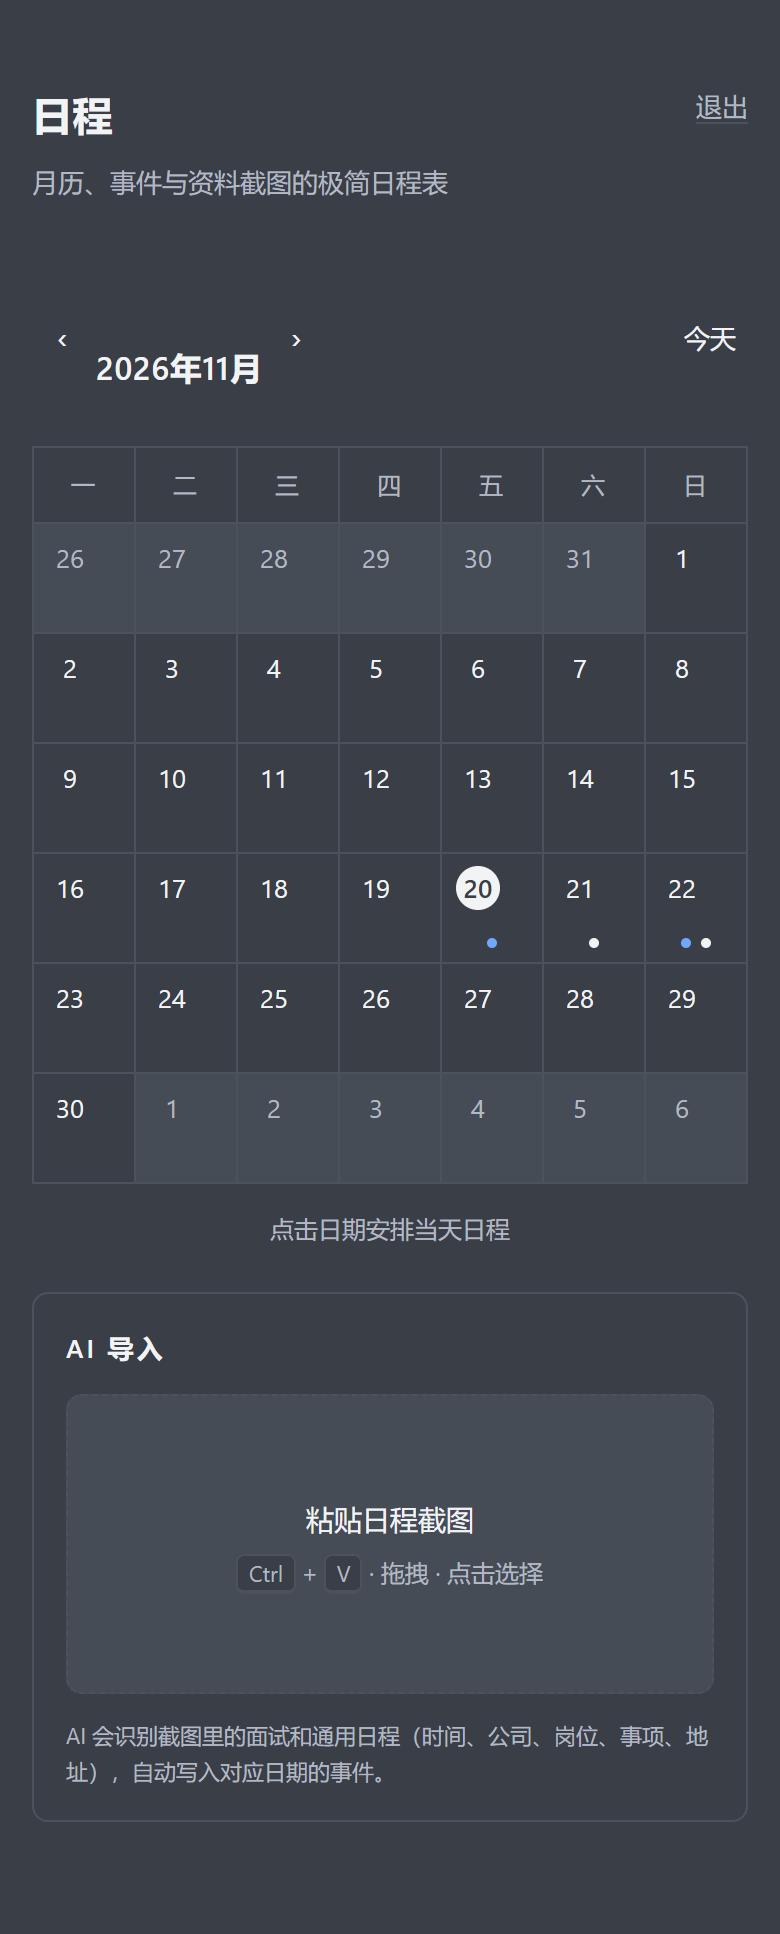 日程
退出
月历、事件与资料截图的极简日程表
‹ 2026年11月 ›
今天
一 二 三 四 五 六 日
26 27 28 29 30 31 1
2 3 4 5 6 7 8
9 10 11 12 13 14 15
16 17 18 19 20 21 22
23 24 25 26 27 28 29
30 1 2 3 4 5 6
点击日期安排当天日程
AI 导入
粘贴日程截图
Ctrl + V · 拖拽 · 点击选择
AI 会识别截图里的面试和通用日程（时间、公司、岗位、事项、地
址），自动写入对应日期的事件。